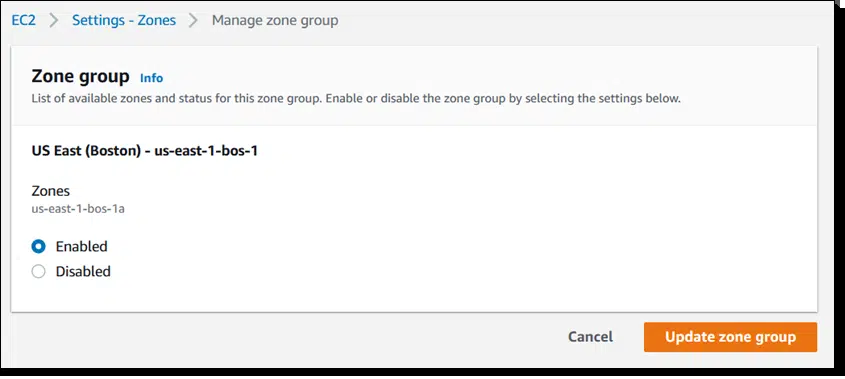 EC2 > Settings - Zones > Manage zone group
Zone group Info
List of available zones and status for this zone group. Enable or disable the zone group by selecting the settings below.
US East (Boston) - us-east-1-bos-1
Zones
us-east-1-bos-1a
Enabled
Disabled
Cancel Update zone group